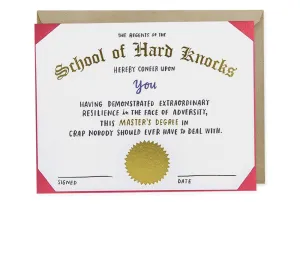 THE REGENTS OF THE
School of Hard Knocks
HEREBY CONFER UPON
You
HAVING DEMONSTRATED EXTRAORDINARY
RESILIENCE IN THE FACE OF ADVERSITY,
THIS MASTER'S DEGREE IN
CRAP NOBODY SHOULD EVER HAVE TO DEAL WITH.
SIGNED DATE